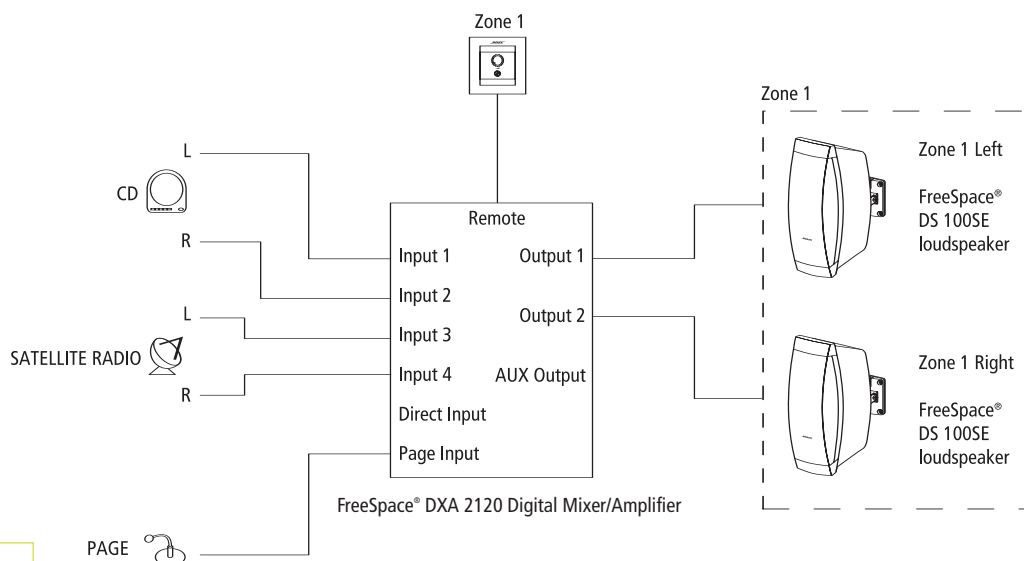 Zone 1
Zone 1
L
CD
R
L
SATELLITE RADIO
R
PAGE
Remote
Input 1
Output 1
Input 2
Output 2
Input 3
Input 4
AUX Output
Direct Input
Page Input
FreeSpace® DXA 2120 Digital Mixer/Amplifier
Zone 1 Left
FreeSpace®
DS 100SE
loudspeaker
Zone 1 Right
FreeSpace®
DS 100SE
loudspeaker